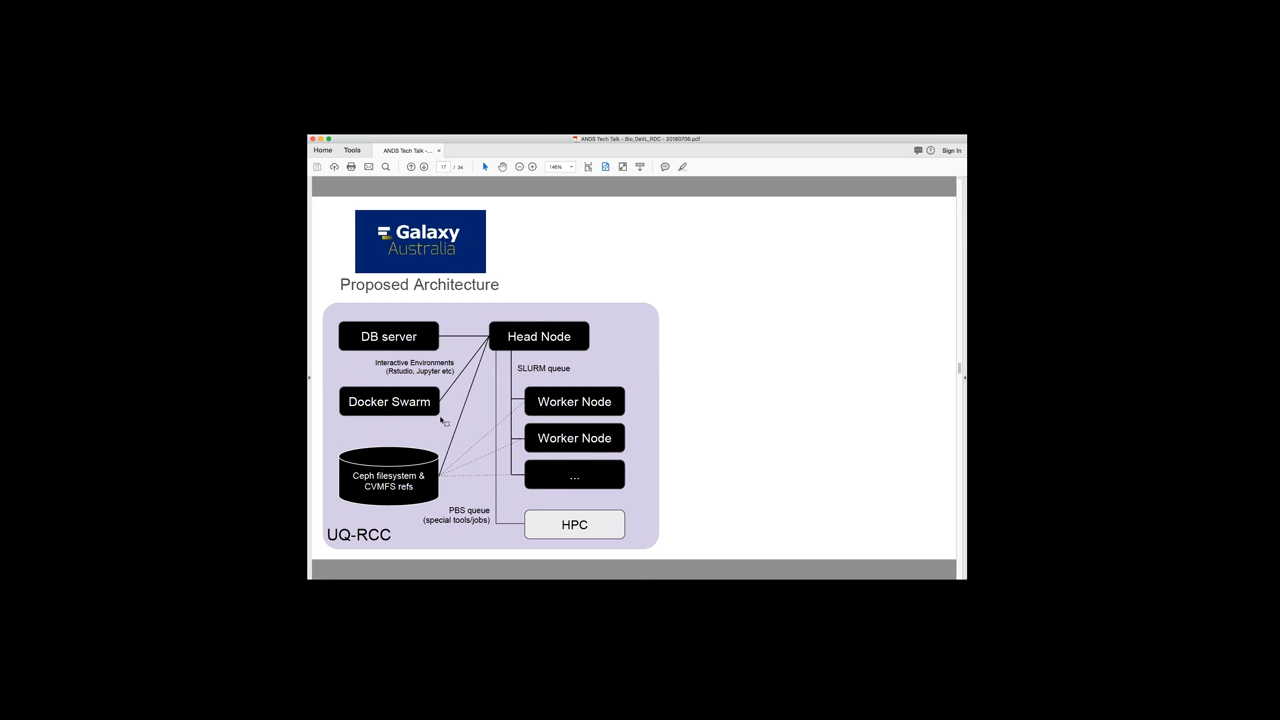 ANDS Tech Talk - Bio_DeVL_RDC - 20180706.pdf
Home Tools ANDS Tech Talk -... × Sign In
17 / 34 146%
Galaxy
Australia
Proposed Architecture
DB server
Head Node
Interactive Environments
(Rstudio, Jupyter etc)
SLURM queue
Docker Swarm
Worker Node
Worker Node
Ceph filesystem &
CVMFS refs
...
PBS queue
(special tools/jobs)
HPC
UQ-RCC